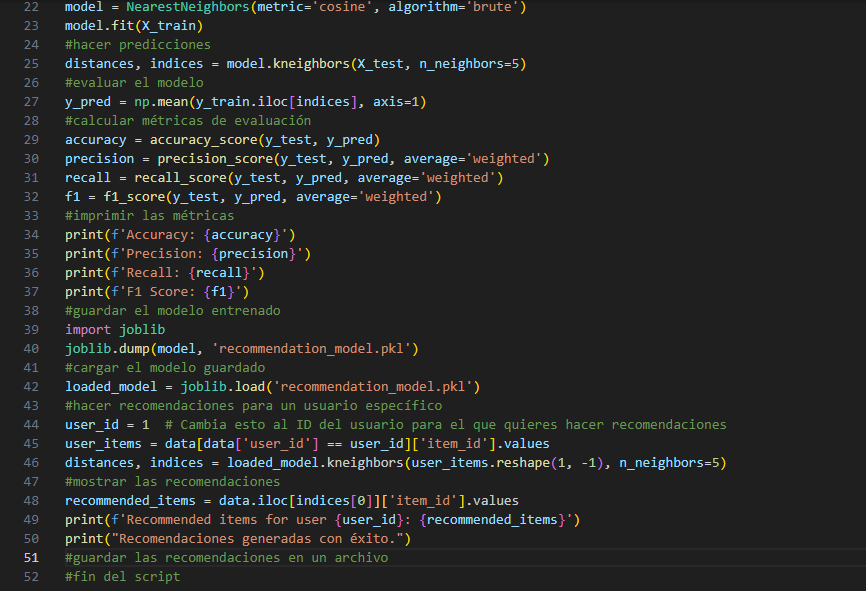 22 model = NearestNeighbors(metric='cosine', algorithm='brute')
23 model.fit(X_train)
24 #hacer predicciones
25 distances, indices = model.kneighbors(X_test, n_neighbors=5)
26 #evaluar el modelo
27 y_pred = np.mean(y_train.iloc[indices], axis=1)
28 #calcular métricas de evaluación
29 accuracy = accuracy_score(y_test, y_pred)
30 precision = precision_score(y_test, y_pred, average='weighted')
31 recall = recall_score(y_test, y_pred, average='weighted')
32 f1 = f1_score(y_test, y_pred, average='weighted')
33 #imprimir las métricas
34 print(f'Accuracy: {accuracy}')
35 print(f'Precision: {precision}')
36 print(f'Recall: {recall}')
37 print(f'F1 Score: {f1}')
38 #guardar el modelo entrenado
39 import joblib
40 joblib.dump(model, 'recommendation_model.pkl')
41 #cargar el modelo guardado
42 loaded_model = joblib.load('recommendation_model.pkl')
43 #hacer recomendaciones para un usuario específico
44 user_id = 1  # Cambia esto al ID del usuario para el que quieres hacer recomendaciones
45 user_items = data[data['user_id'] == user_id]['item_id'].values
46 distances, indices = loaded_model.kneighbors(user_items.reshape(1, -1), n_neighbors=5)
47 #mostrar las recomendaciones
48 recommended_items = data.iloc[indices[0]]['item_id'].values
49 print(f'Recommended items for user {user_id}: {recommended_items}')
50 print("Recomendaciones generadas con éxito.")
51 #guardar las recomendaciones en un archivo
52 #fin del script